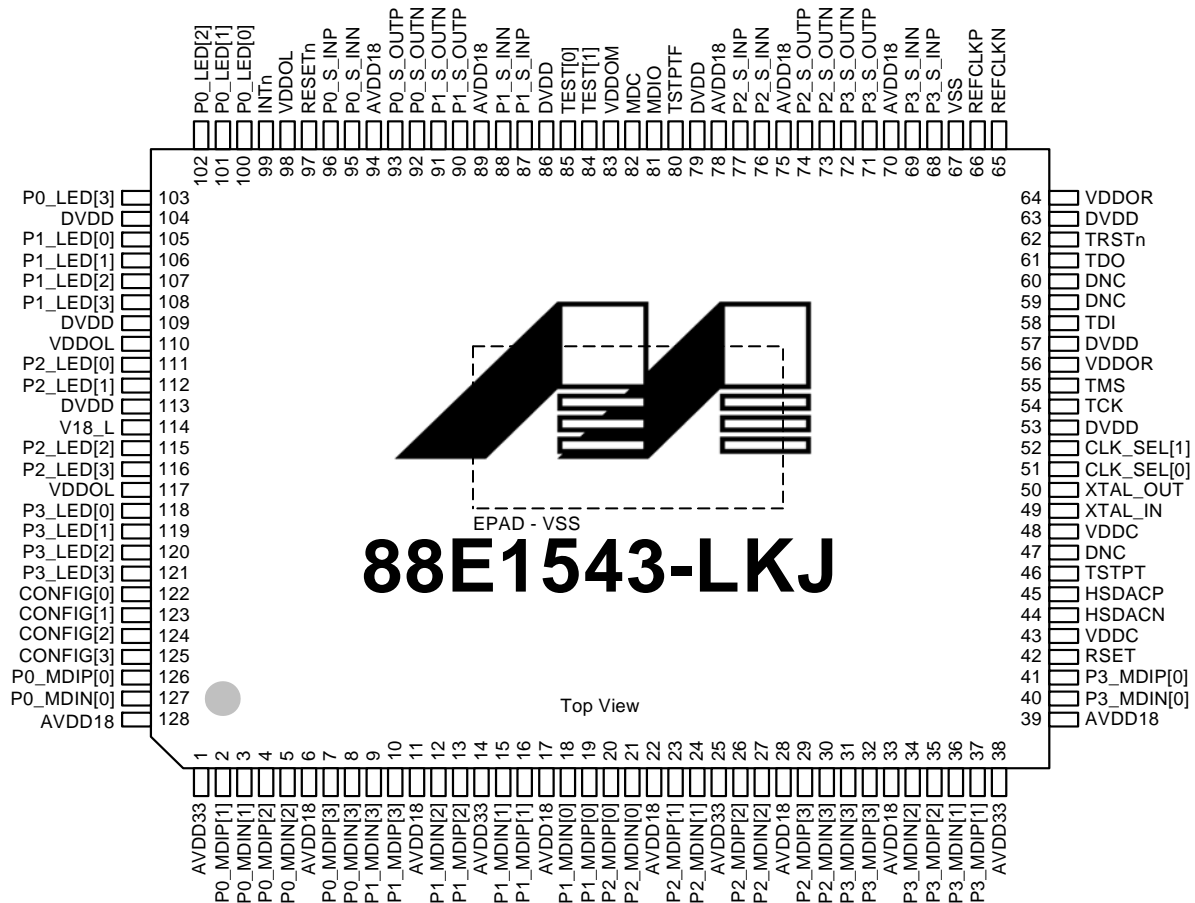 P0_LED[2]
P0_LED[1]
P0_LED[0]
INTn
VDDOL
RESETn
P0_S_INP
P0_S_INN
AVDD18
P0_S_OUTP
P0_S_OUTN
P1_S_OUTN
P1_S_OUTP
AVDD18
P1_S_INN
P1_S_INP
DVDD
TEST[0]
TEST[1]
VDDOM
MDC
MDIO
TSTPTF
DVDD
AVDD18
P2_S_INP
P2_S_INN
AVDD18
P2_S_OUTP
P2_S_OUTN
P3_S_OUTN
P3_S_OUTP
AVDD18
P3_S_INN
P3_S_INP
VSS
REFCLKP
REFCLKN
102
101
100
99
98
97
96
95
94
93
92
91
90
89
88
87
86
85
84
83
82
81
80
79
78
77
76
75
74
73
72
71
70
69
68
67
66
65
P0_LED[3] 103
DVDD 104
P1_LED[0] 105
P1_LED[1] 106
P1_LED[2] 107
P1_LED[3] 108
DVDD 109
VDDOL 110
P2_LED[0] 111
P2_LED[1] 112
DVDD 113
V18_L 114
P2_LED[2] 115
P2_LED[3] 116
VDDOL 117
P3_LED[0] 118
P3_LED[1] 119
P3_LED[2] 120
P3_LED[3] 121
CONFIG[0] 122
CONFIG[1] 123
CONFIG[2] 124
CONFIG[3] 125
P0_MDIP[0] 126
P0_MDIN[0] 127
AVDD18 128
EPAD - VSS
88E1543-LKJ
Top View
64 VDDOR
63 DVDD
62 TRSTn
61 TDO
60 DNC
59 DNC
58 TDI
57 DVDD
56 VDDOR
55 TMS
54 TCK
53 DVDD
52 CLK_SEL[1]
51 CLK_SEL[0]
50 XTAL_OUT
49 XTAL_IN
48 VDDC
47 DNC
46 TSTPT
45 HSDACP
44 HSDACN
43 VDDC
42 RSET
41 P3_MDIP[0]
40 P3_MDIN[0]
39 AVDD18
1
2
3
4
5
6
7
8
9
10
11
12
13
14
15
16
17
18
19
20
21
22
23
24
25
26
27
28
29
30
31
32
33
34
35
36
37
38
AVDD33
P0_MDIP[1]
P0_MDIN[1]
P0_MDIP[2]
P0_MDIN[2]
AVDD18
P0_MDIP[3]
P0_MDIN[3]
P1_MDIN[3]
P1_MDIP[3]
AVDD18
P1_MDIN[2]
P1_MDIP[2]
AVDD33
P1_MDIN[1]
P1_MDIP[1]
AVDD18
P1_MDIN[0]
P1_MDIP[0]
P2_MDIP[0]
P2_MDIN[0]
AVDD18
P2_MDIP[1]
P2_MDIN[1]
AVDD33
P2_MDIP[2]
P2_MDIN[2]
AVDD18
P2_MDIP[3]
P2_MDIN[3]
P3_MDIN[3]
P3_MDIP[3]
AVDD18
P3_MDIN[2]
P3_MDIP[2]
P3_MDIN[1]
P3_MDIP[1]
AVDD33